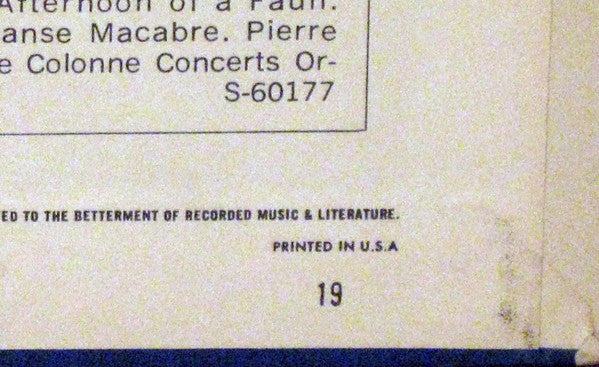 Afternoon of a Faun.
anse Macabre. Pierre
e Colonne Concerts Or-
S-60177
ED TO THE BETTERMENT OF RECORDED MUSIC & LITERATURE.
PRINTED IN U.S.A
19